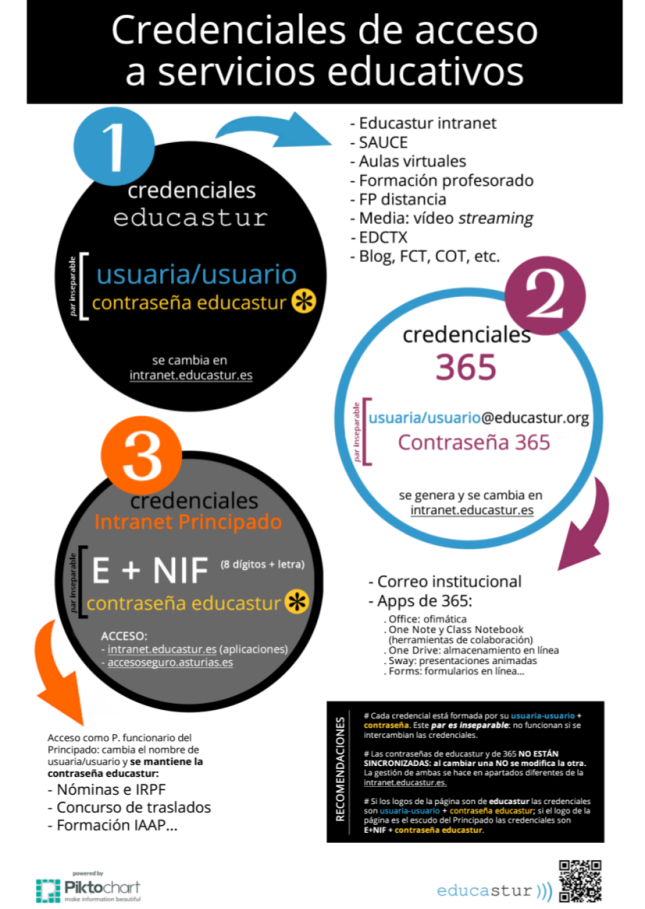 Credenciales de acceso
a servicios educativos
1
credenciales
educastur
par inseparable
usuaria/usuario
contraseña educastur *
se cambia en
intranet.educastur.es
- Educastur intranet
- SAUCE
- Aulas virtuales
- Formación profesorado
- FP distancia
- Media: vídeo streaming
- EDCTX
- Blog, FCT, COT, etc.
2
credenciales
365
par inseparable
usuaria/usuario@educastur.org
Contraseña 365
se genera y se cambia en
intranet.educastur.es
3
credenciales
Intranet Principado
par inseparable
E + NIF (8 dígitos + letra)
contraseña educastur *
ACCESO:
- intranet.educastur.es (aplicaciones)
- accesoseguro.asturias.es
- Correo institucional
- Apps de 365:
. Office: ofimática
. One Note y Class Notebook
(herramientas de colaboración)
. One Drive: almacenamiento en línea
. Sway: presentaciones animadas
. Forms: formularios en línea...
Acceso como P. funcionario del
Principado: cambia el nombre de
usuaria/usuario y se mantiene la
contraseña educastur:
- Nóminas e IRPF
- Concurso de traslados
- Formación IAAP...
RECOMENDACIONES
# Cada credencial está formada por su usuaria-usuario +
contraseña. Este par es inseparable: no funcionan si se
intercambian las credenciales.
# Las contraseñas de educastur y de 365 NO ESTÁN
SINCRONIZADAS: al cambiar una NO se modifica la otra.
La gestión de ambas se hace en apartados diferentes de la
intranet.educastur.es.
# Si los logos de la página son de educastur las credenciales
son usuaria-usuario + contraseña educastur; si el logo de la
página es el escudo del Principado las credenciales son
E+NIF + contraseña educastur.
powered by
Piktochart
make information beautiful
educastur )))